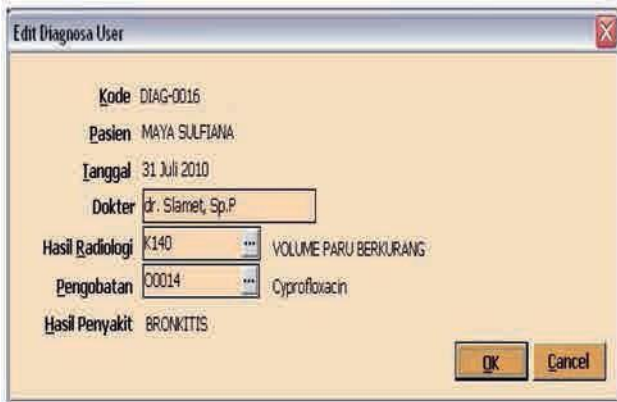 Edit Diagnosa User
Kode DIAG-0016
Pasien MAYA SULFIANA
Tanggal 31 Juli 2010
Dokter dr. Slamet, Sp.P
Hasil Radiologi K140 ... VOLUME PARU BERKURANG
Pengobatan O0014 ... Cyprofloxacin
Hasil Penyakit BRONKITIS
OK Cancel